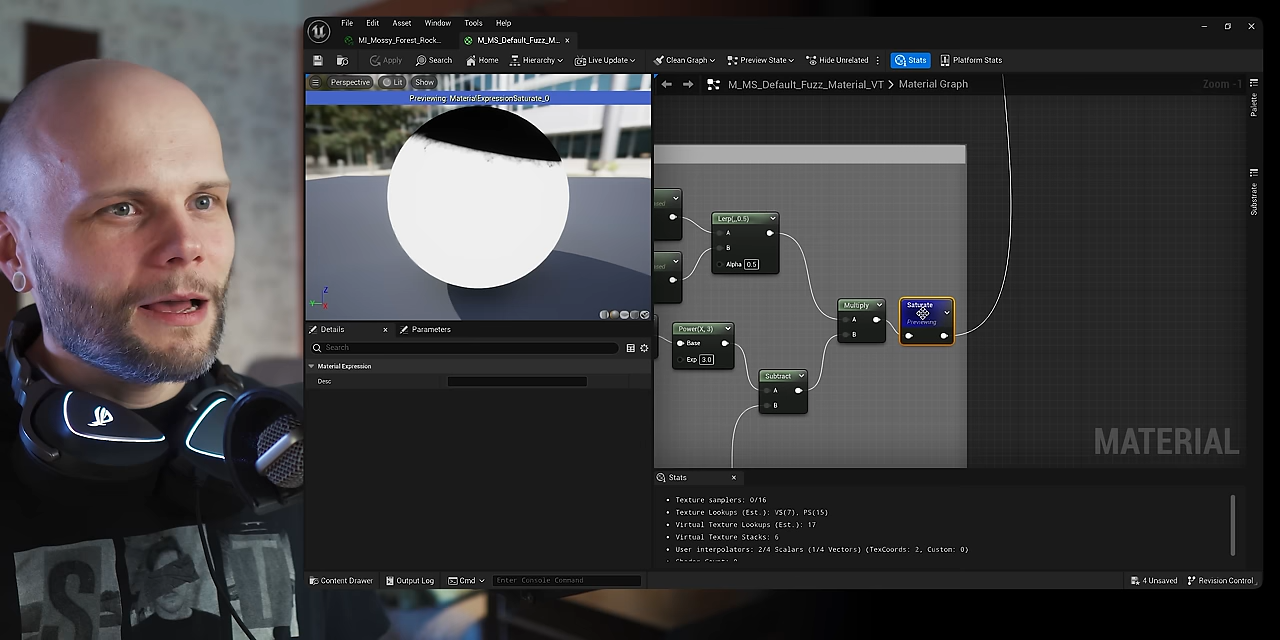 File Edit Asset Window Tools Help
MI_Mossy_Forest_Rock... M_MS_Default_Fuzz_M...
Apply Search Home Hierarchy Live Update Clean Graph Preview State Hide Unrelated Stats Platform Stats
Perspective Lit Show
Previewing: MaterialExpressionSaturate_0
M_MS_Default_Fuzz_Material_VT > Material Graph
Zoom -1
Palette
Substrate
Lerp(,,0.5)
A
B
Alpha 0.5
Multiply
A
B
Saturate
Previewing
Power(X, 3)
Base
Exp 3.0
Subtract
A
B
MATERIAL
Z
Y
X
Details Parameters
Search
Material Expression
Desc
Stats
Texture samplers: 0/16
Texture Lookups (Est.): VS(7), PS(15)
Virtual Texture Lookups (Est.): 17
Virtual Texture Stacks: 6
User interpolators: 2/4 Scalars (1/4 Vectors) (TexCoords: 2, Custom: 0)
Content Drawer Output Log Cmd Enter Console Command 4 Unsaved Revision Control